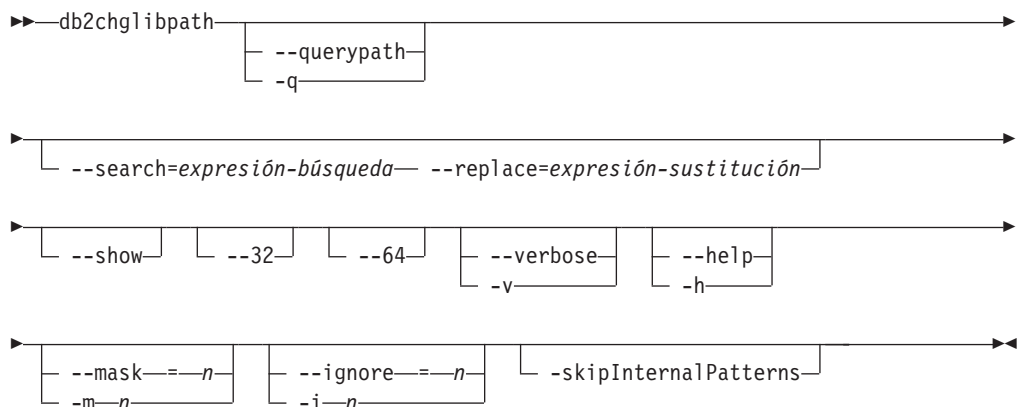 db2chglibpath
--querypath
-q
--search=expresión-búsqueda --replace=expresión-sustitución
--show --32 --64 --verbose --help
-v -h
--mask = n --ignore = n -skipInternalPatterns
-m n -i n